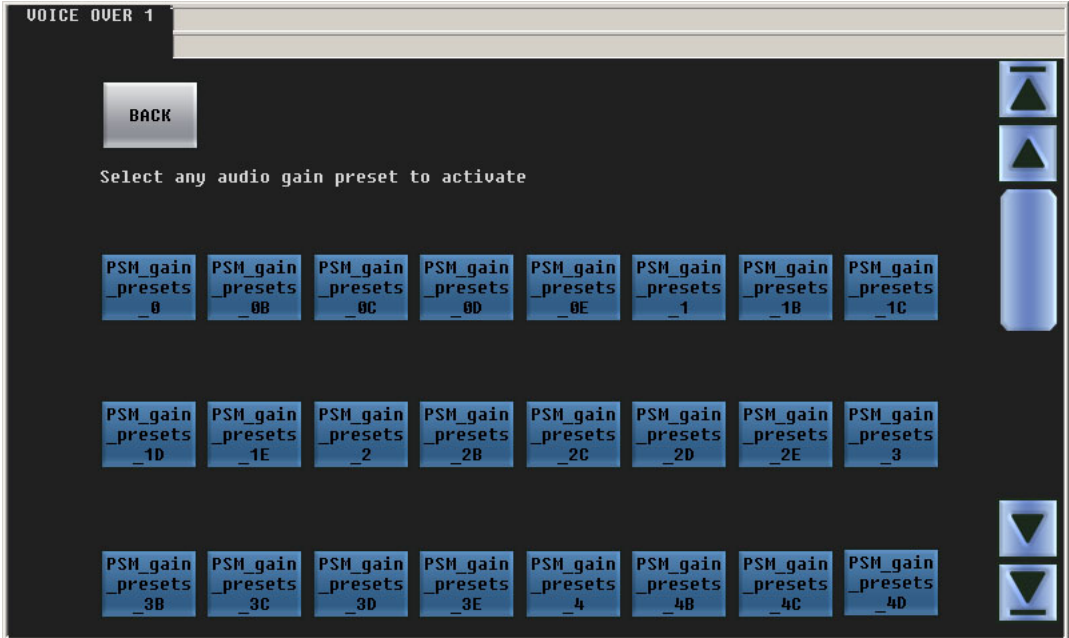 VOICE OVER 1
BACK
Select any audio gain preset to activate
PSM_gain PSM_gain PSM_gain PSM_gain PSM_gain PSM_gain PSM_gain PSM_gain
_presets _presets _presets _presets _presets _presets _presets _presets
_0 _0B _0C _0D _0E _1 _1B _1C
PSM_gain PSM_gain PSM_gain PSM_gain PSM_gain PSM_gain PSM_gain PSM_gain
_presets _presets _presets _presets _presets _presets _presets _presets
_1D _1E _2 _2B _2C _2D _2E _3
PSM_gain PSM_gain PSM_gain PSM_gain PSM_gain PSM_gain PSM_gain PSM_gain
_presets _presets _presets _presets _presets _presets _presets _presets
_3B _3C _3D _3E _4 _4B _4C _4D